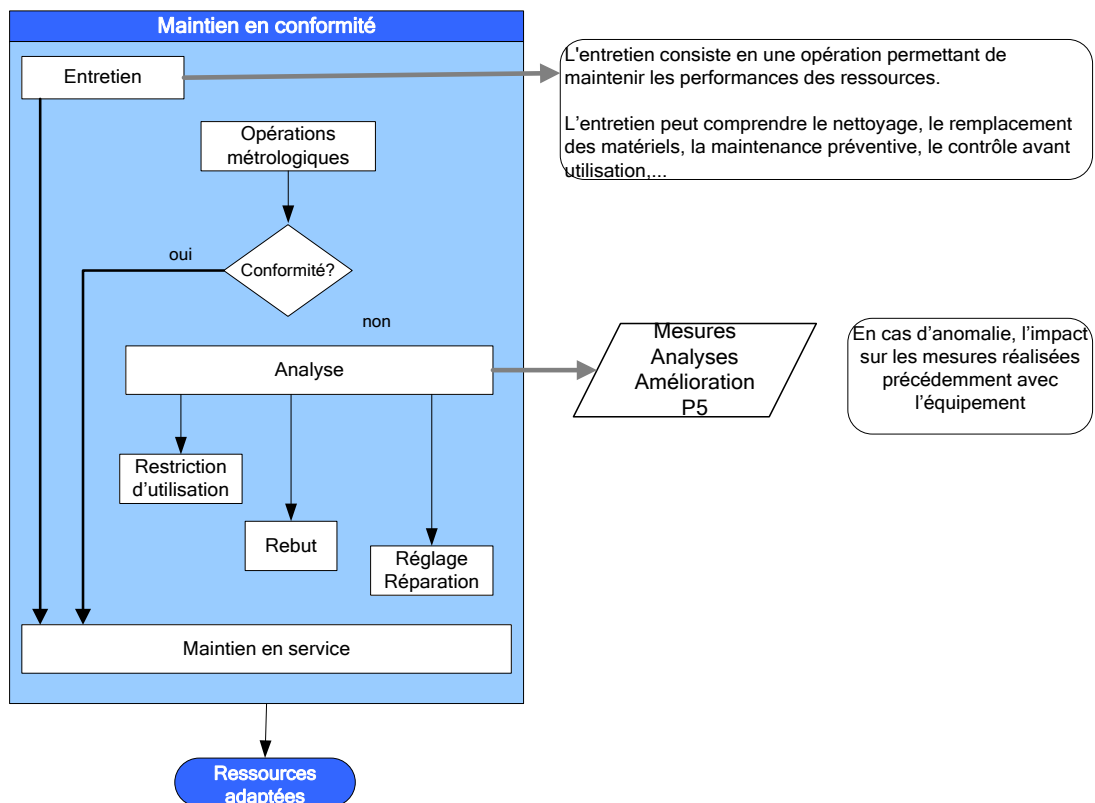 Maintien en conformité
Entretien
L'entretien consiste en une opération permettant de
maintenir les performances des ressources.
L'entretien peut comprendre le nettoyage, le remplacement
des matériels, la maintenance préventive, le contrôle avant
utilisation,...
Opérations
métrologiques
oui
Conformité?
non
Analyse
Mesures
Analyses
Amélioration
P5
En cas d'anomalie, l'impact
sur les mesures réalisées
précédemment avec
l'équipement
Restriction
d'utilisation
Rebut
Réglage
Réparation
Maintien en service
Ressources
adaptées